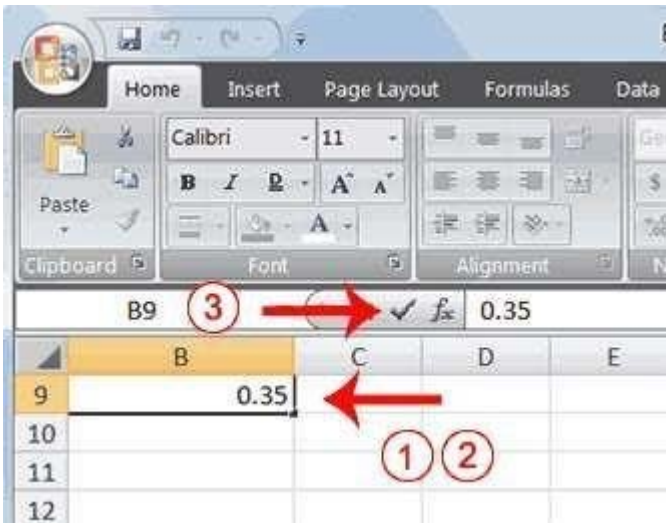 Home Insert Page Layout Formulas Data
Calibri 11
Paste
B I D A A
A
Clipboard Font Alignment
B9 3 fx 0.35
B C D E
9 0.35
10
1 2
11
12